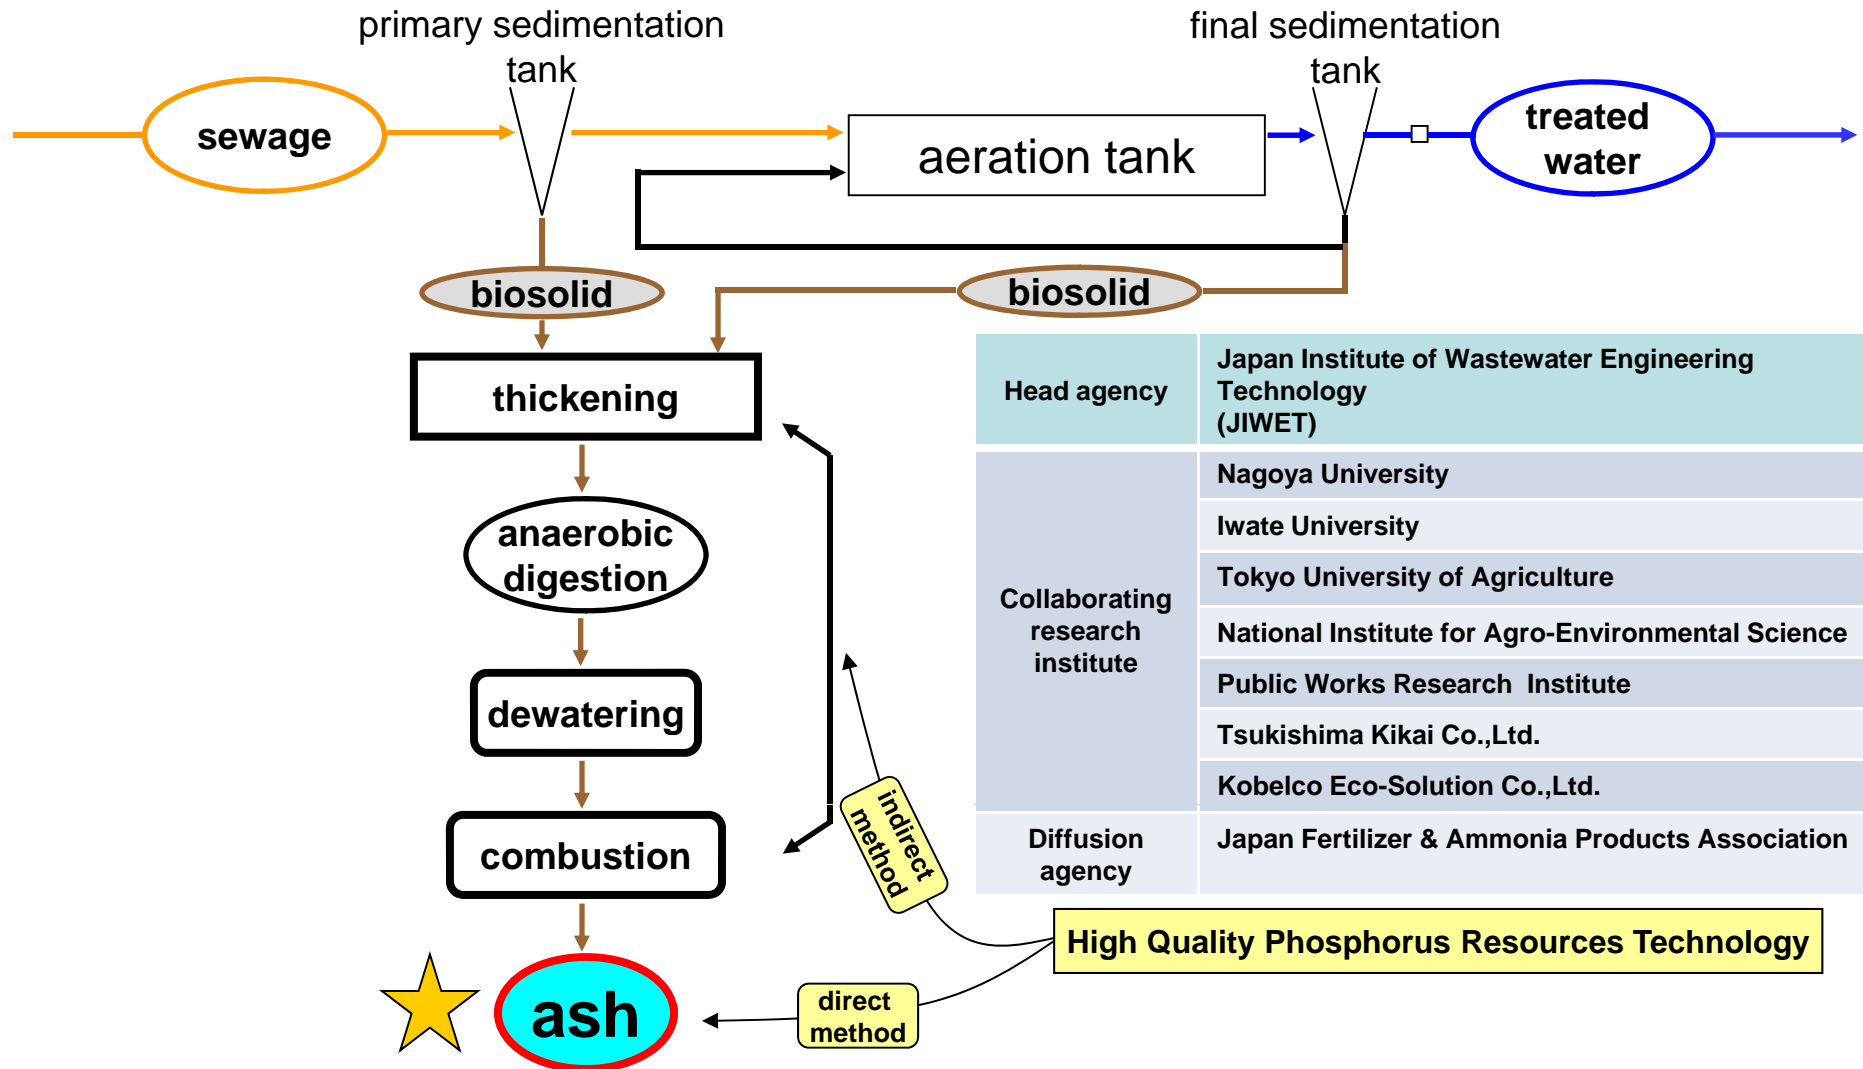 primary sedimentation
tank
final sedimentation
tank
sewage
aeration tank
treated
water
biosolid
biosolid
thickening
anaerobic
digestion
dewatering
combustion
ash
Head agency
Japan Institute of Wastewater Engineering
Technology
(JIWET)
Collaborating
research
institute
Nagoya University
Iwate University
Tokyo University of Agriculture
National Institute for Agro-Environmental Science
Public Works Research  Institute
Tsukishima Kikai Co.,Ltd.
Kobelco Eco-Solution Co.,Ltd.
Diffusion
agency
Japan Fertilizer & Ammonia Products Association
indirect
method
High Quality Phosphorus Resources Technology
direct
method